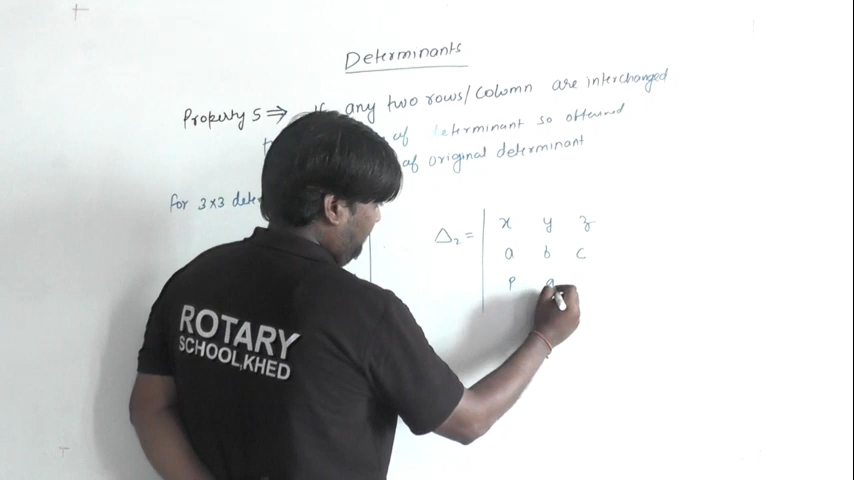 Determinants
Property 5 ⇒ If any two rows/column are interchanged
of determinant so obtained
of original determinant
for 3×3 dete
Δ₂ = | x y z
a b c
p q
ROTARY
SCHOOL,KHED